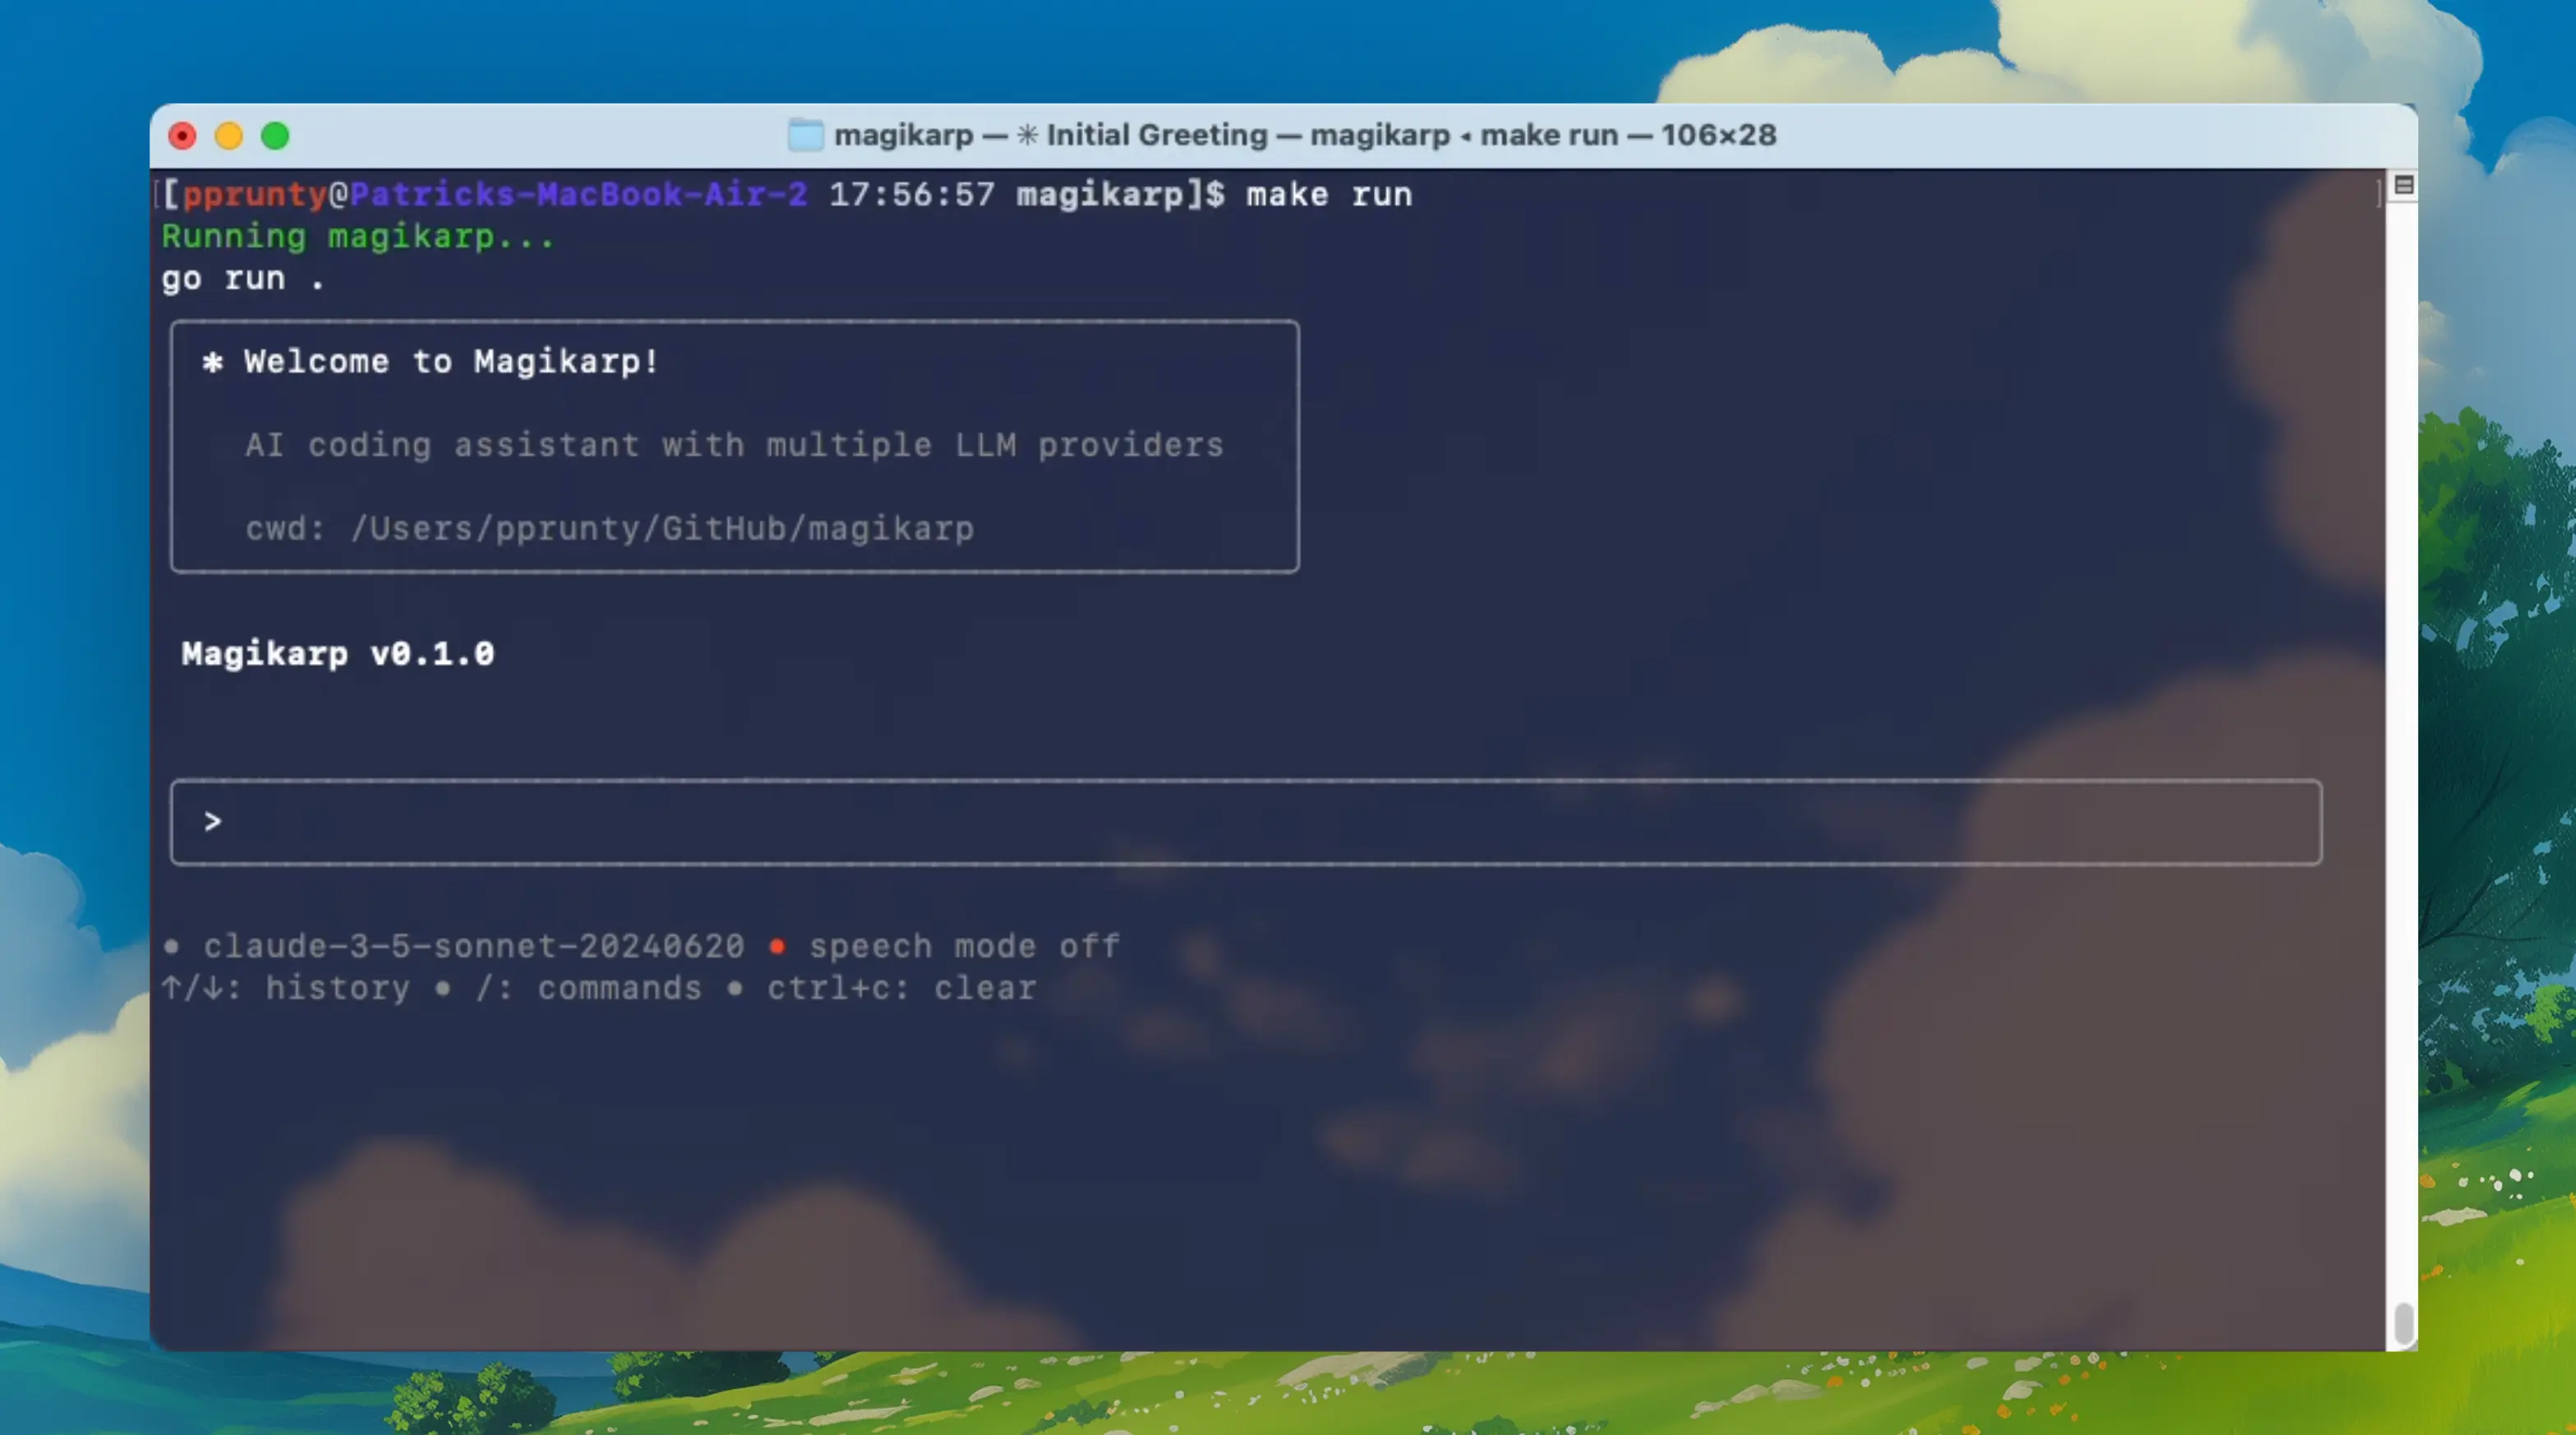 magikarp — ✳ Initial Greeting — magikarp ◂ make run — 106×28
[[pprunty@Patricks-MacBook-Air-2 17:56:57 magikarp]$ make run ]
Running magikarp...
go run .
* Welcome to Magikarp!
AI coding assistant with multiple LLM providers
cwd: /Users/pprunty/GitHub/magikarp
Magikarp v0.1.0
>
• claude-3-5-sonnet-20240620 • speech mode off
↑/↓: history • /: commands • ctrl+c: clear